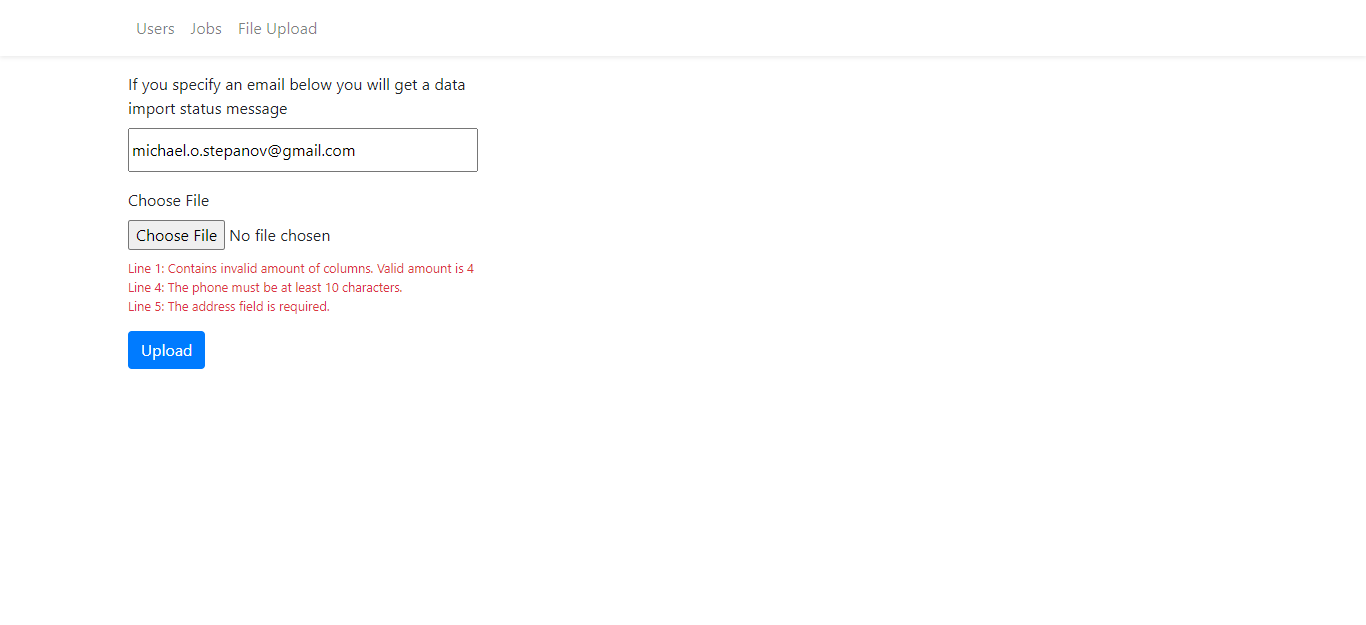 Users Jobs File Upload
If you specify an email below you will get a data
import status message
michael.o.stepanov@gmail.com
Choose File
Choose File No file chosen
Line 1: Contains invalid amount of columns. Valid amount is 4
Line 4: The phone must be at least 10 characters.
Line 5: The address field is required.
Upload